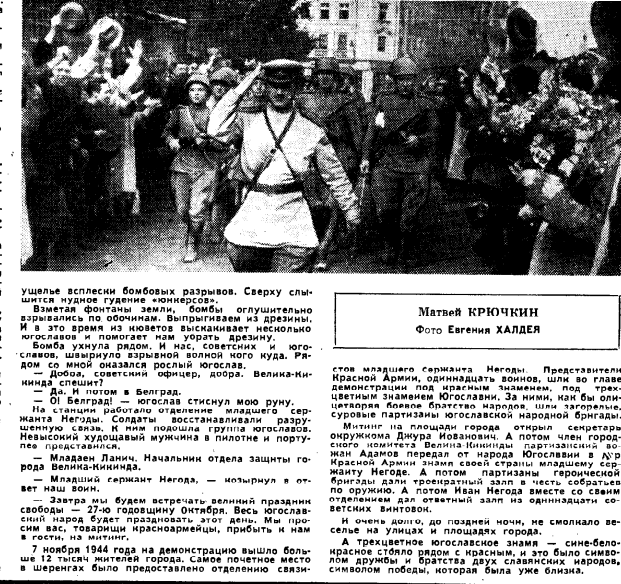 ущелье всплески бомбовых разрывов. Сверху слы-
шится нудное гудение «юнкерсов».
Взметая фонтаны земли, бомбы оглушительно
взрывались по обочинам. Выпрыгиваем из дрезины.
И в это время из кюветов выскакивает несколько
югославов и помогает нам убрать дрезину.
Бомба ухнула рядом. И нас, советских и юго-
славов, швырнуло взрывной волной кого куда. Ря-
дом со мной оказался рослый югослав.
— Добра, советский офицер, добра. Велика-Ки-
кинда спешит?
— Да. И потом в Белград.
— О! Белград! — югослав стиснул мою руну.
На станции работало отделение младшего сер-
жанта Негоды. Солдаты восстанавливали разру-
шенную связь. К ним подошла группа югославов.
Невысокий худощавый мужчина в пилотке и порту-
пее представился.
— Младаен Ланич. Начальник отдела защиты го-
рода Велика-Кикинда.
— Младший сержант Негода, — козырнул в от-
вет наш воин.
— Завтра мы будем встречать великий праздник
свободы — 27-ю годовщину Октября. Весь югослав-
ский народ будет праздновать этот день. Мы про-
сим вас, товарищи красноармейцы, прибыть к нам
в гости, на митинг.
7 ноября 1944 года на демонстрацию вышло боль-
ше 12 тысяч жителей города. Самое почетное место
в шеренгах было предоставлено отделению связи-
Матвей КРЮЧКИН
Фото Евгения ХАЛДЕЯ
стов младшего сержанта Негоды. Представители
Красной Армии, одиннадцать воинов, шли во главе
демонстрации под красным знаменем, под трех-
цветным знаменем Югославии. За ними, как бы оли-
цетворяя боевое братство народов, шли загорелые,
суровые партизаны югославской народной бригады.
Митинг на площади города открыл секретарь
окружкома Джура Иованович. А потом член город-
ского комитета Велика-Кикинды партизанский во-
жак Адамов передал от народа Югославии в дар
Красной Армии знамя своей страны младшему сер-
жанту Негоде. А потом партизаны героической
бригады дали троекратный залп в честь собратьев
по оружию. А потом Иван Негода вместе со своим
отделением дал ответный залп из одиннадцати со-
ветских винтовок.
И очень долго, до поздней ночи, не смолкало ве-
селье на улицах и площадях города.
А трехцветное югославское знамя — сине-бело-
красное стояло рядом с красным, и это было симво-
лом дружбы и братства двух славянских народов,
символом победы, которая была уже близка.